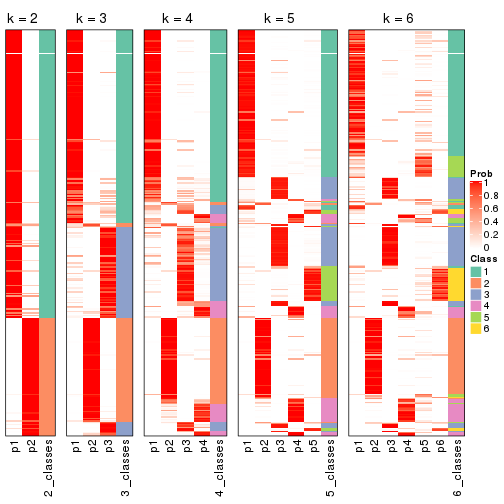 k = 2
k = 3
k = 4
k = 5
k = 6
Prob
1
0.8
0.6
0.4
0.2
0
Class
1
2
3
4
5
6
p1
p2
2_classes
p1
p2
p3
3_classes
p1
p2
p3
p4
4_classes
p1
p2
p3
p4
p5
5_classes
p1
p2
p3
p4
p5
p6
6_classes